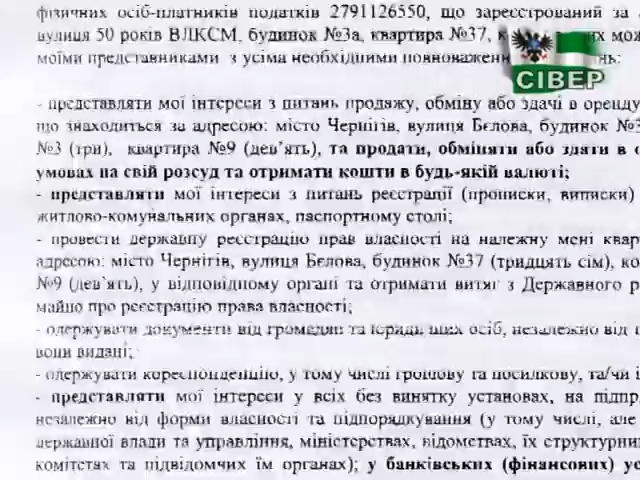 фізичних осіб-платників податків 2791126550, що зареєстрований за
вулиця 50 років ВЛКСМ, будинок №3а, квартира №37,
моїми представниками з усіма необхідними
СІВЕР
- представляти мої інтереси з питань продажу, обміну або здачі в оренду
що знаходиться за адресою: місто Чернігів, вулиця Бєлова, будинок
№3 (три), квартира №9 (дев'ять), та продати, обміняти або здати в
умовах на свій розсуд та отримати кошти в будь-якій валюті;
- представляти мої інтереси з питань реєстрації (прописки, виписки)
житлово-комунальних органах, паспортному столі;
- провести державну реєстрацію прав власності на належну мені
адресою: місто Чернігів, вулиця Бєлова, будинок №37 (тридцять сім),
№9 (дев'ять), у відповідному органі та отримати витяг з Державного
майно про реєстрацію права власності;
- одержувати документи від громадян та осіб, незалежно від
вони видані;
- одержувати кореспонденцію, у тому числі грошову та посилкову, та/чи
- представляти мої інтереси у всіх без винятку установах, на
незалежно від форми власності та підпорядкування (у тому числі, але
державної влади та управління, міністерствах, відомствах, їх
комітетах та підвідомчих їм органах); у банківських (фінансових)